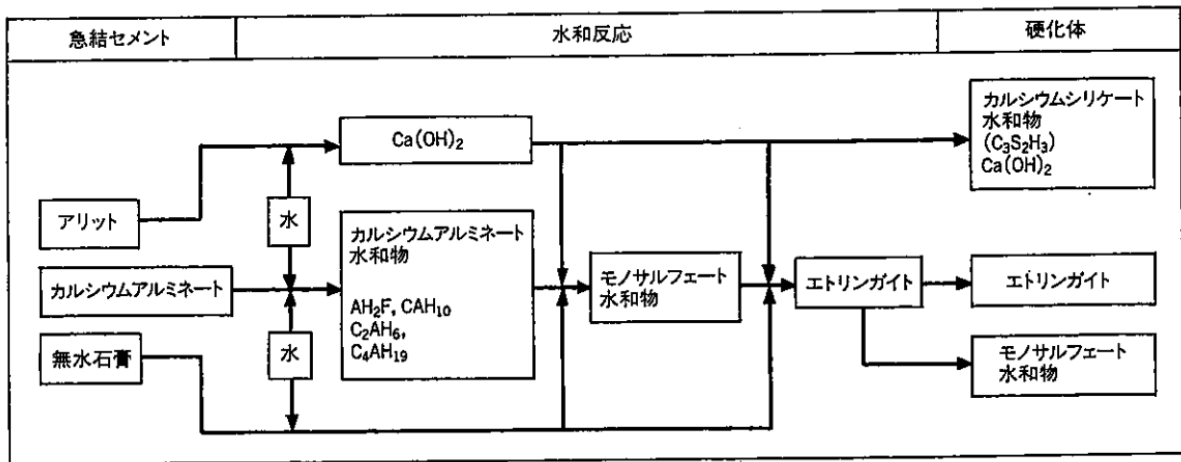 急結セメント
水和反応
硬化体
アリット
カルシウムアルミネート
無水石膏
水
水
Ca(OH)₂
カルシウムアルミネート
水和物
AH₂F, CAH₁₀
C₂AH₆,
C₄AH₁₉
モノサルフェート
水和物
エトリンガイト
カルシウムシリケート
水和物
(C₃S₂H₃)
Ca(OH)₂
エトリンガイト
モノサルフェート
水和物